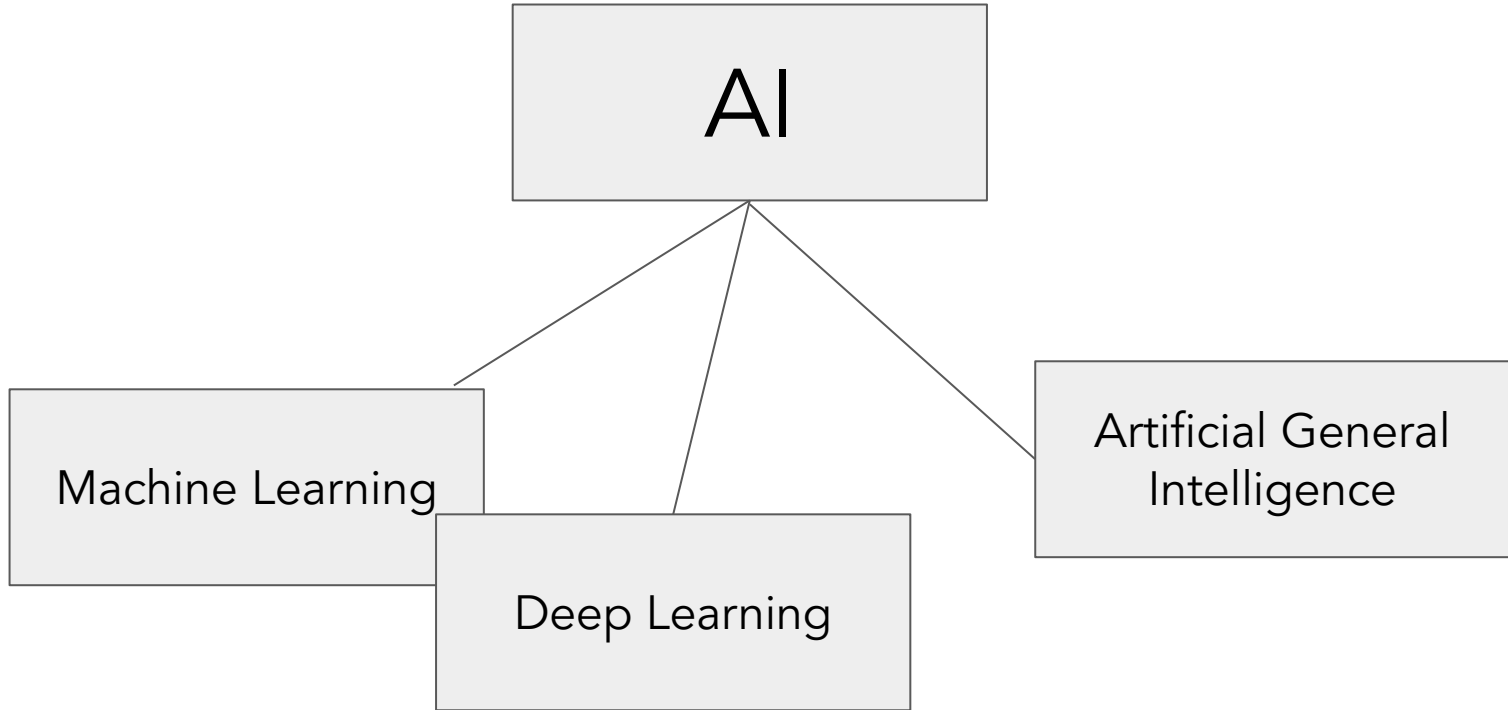 AI
Machine Learning
Deep Learning
Artificial General
Intelligence